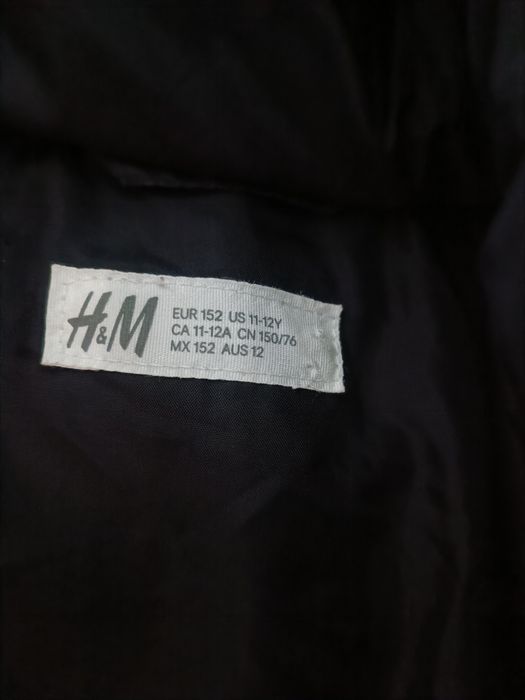 H&M
EUR 152 US 11-12Y
CA 11-12A CN 150/76
MX 152 AUS 12